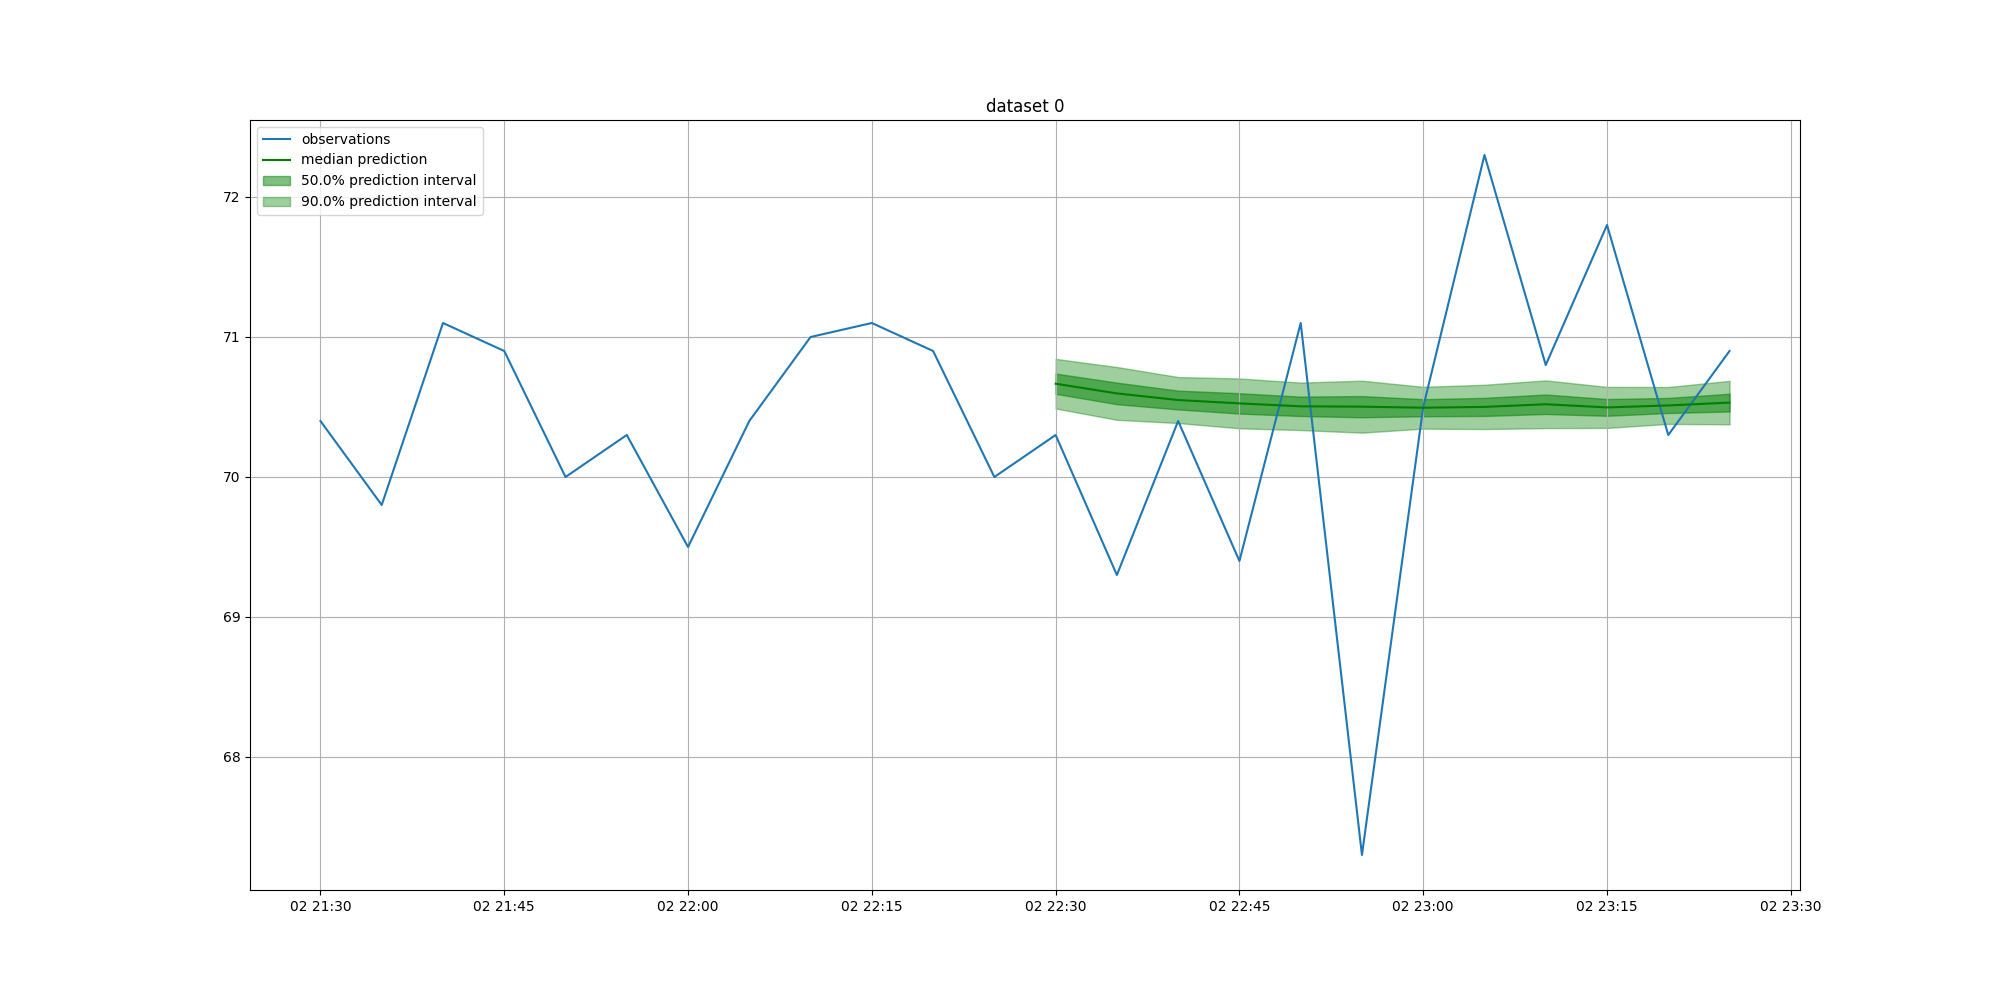 dataset 0
observations
median prediction
50.0% prediction interval
90.0% prediction interval
72
71
70
69
68
02 21:30
02 21:45
02 22:00
02 22:15
02 22:30
02 22:45
02 23:00
02 23:15
02 23:30